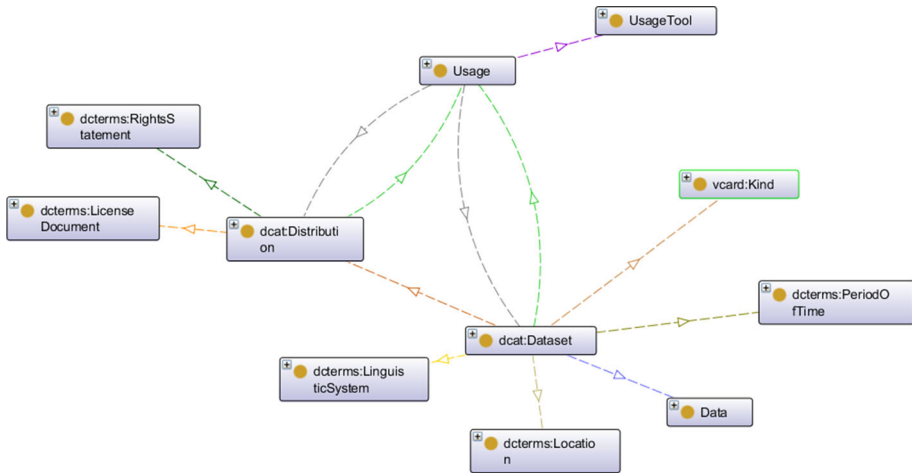 UsageTool
Usage
dcterms:RightsS
tatement
vcard:Kind
dcterms:License
Document
dcat:Distributi
on
dcterms:PeriodO
fTime
dcat:Dataset
dcterms:Linguis
ticSystem
Data
dcterms:Locatio
n